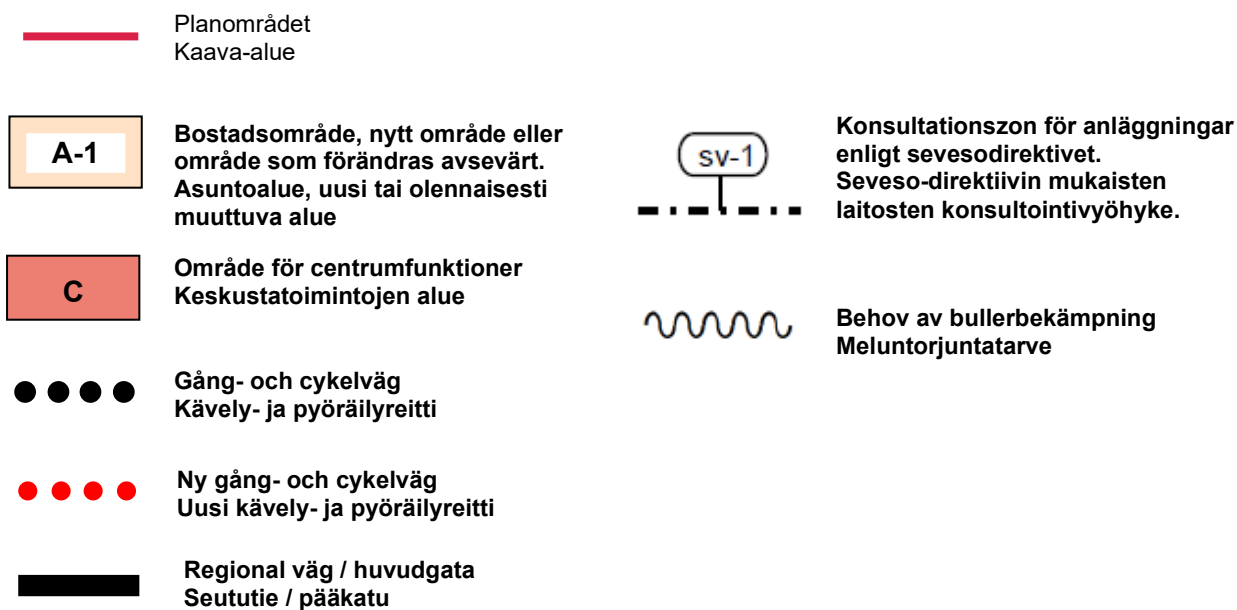 Planområdet
Kaava-alue
A-1
Bostadsområde, nytt område eller
område som förändras avsevärt.
Asuntoalue, uusi tai olennaisesti
muuttuva alue
C
Område för centrumfunktioner
Keskustatoimintojen alue
Gång- och cykelväg
Kävely- ja pyöräilyreitti
Ny gång- och cykelväg
Uusi kävely- ja pyöräilyreitti
Regional väg / huvudgata
Seututie / pääkatu
sv-1
Konsultationszon för anläggningar
enligt sevesodirektivet.
Seveso-direktiivin mukaisten
laitosten konsultointivyöhyke.
Behov av bullerbekämpning
Meluntorjuntatarve